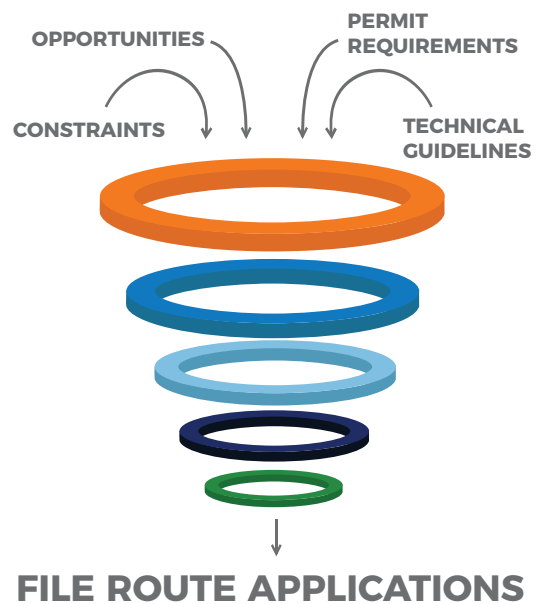 OPPORTUNITIES
PERMIT
REQUIREMENTS
CONSTRAINTS
TECHNICAL
GUIDELINES
FILE ROUTE APPLICATIONS